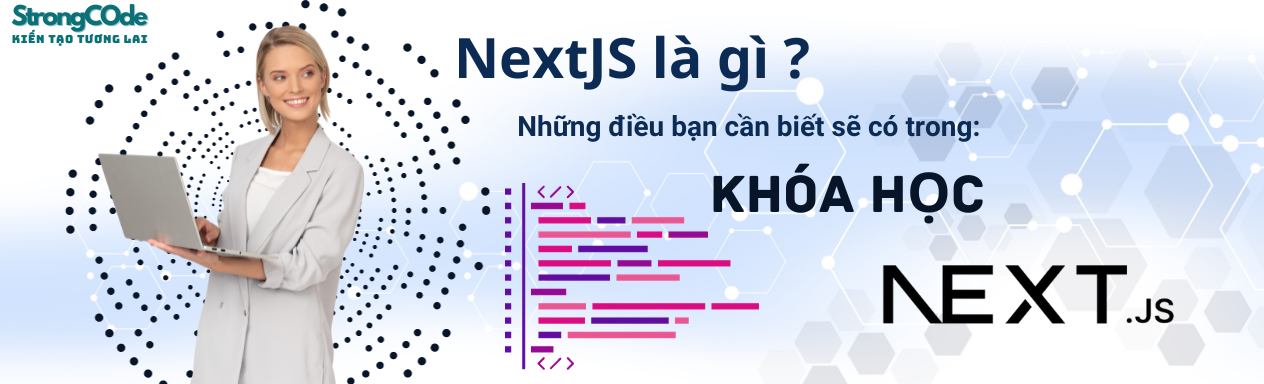 StrongCOde
KIẾN TẠO TƯƠNG LAI
NextJS là gì ?
Những điều bạn cần biết sẽ có trong:
KHÓA HỌC
</>
NEXT.JS
</>